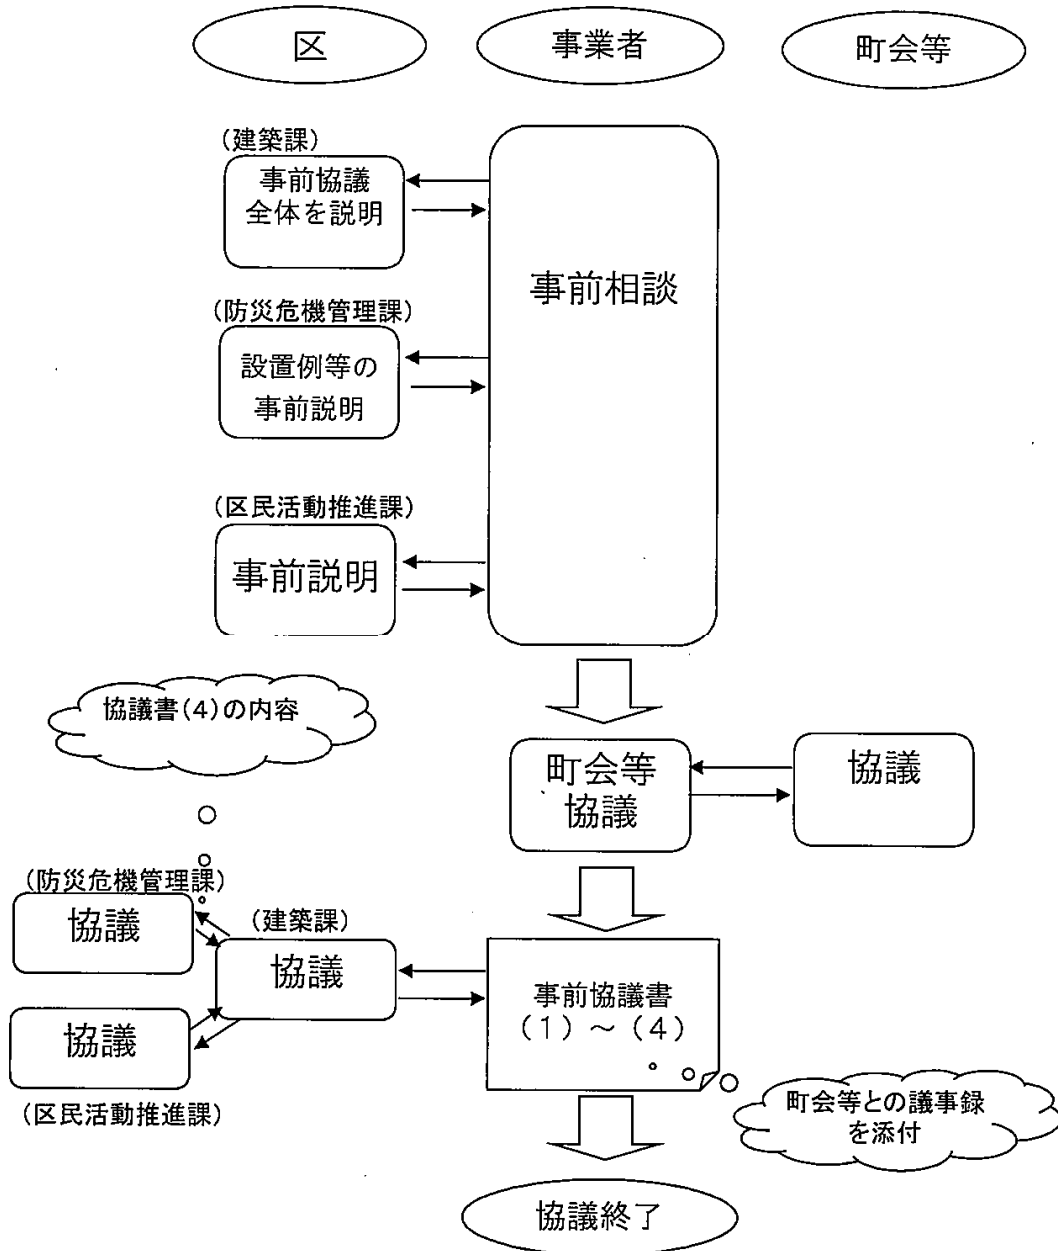 区
事業者
町会等
(建築課)
事前協議
全体を説明
事前相談
(防災危機管理課)
設置例等の
事前説明
(区民活動推進課)
事前説明
協議書(4)の内容
町会等
協議
協議
(防災危機管理課)
協議
(建築課)
協議
事前協議書
(1)～(4)
協議
(区民活動推進課)
町会等との議事録
を添付
協議終了